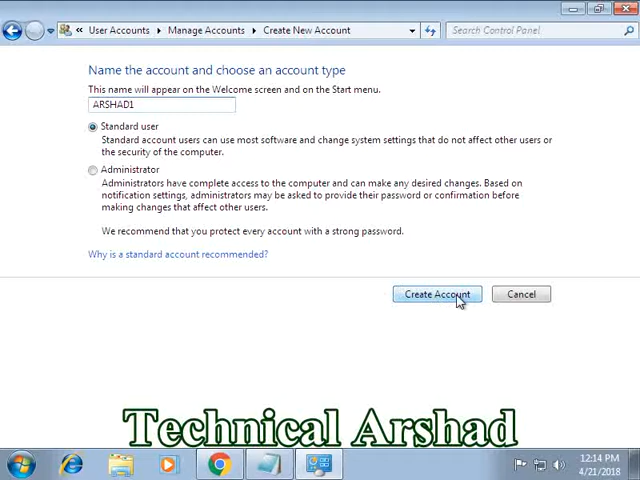 « User Accounts Manage Accounts Create New Account
Search Control Panel
Name the account and choose an account type
This name will appear on the Welcome screen and on the Start menu.
ARSHAD1
Standard user
Standard account users can use most software and change system settings that do not affect other users or
the security of the computer.
Administrator
Administrators have complete access to the computer and can make any desired changes. Based on
notification settings, administrators may be asked to provide their password or confirmation before
making changes that affect other users.
We recommend that you protect every account with a strong password.
Why is a standard account recommended?
Create Account
Cancel
Technical Arshad
12:14 PM
4/21/2018